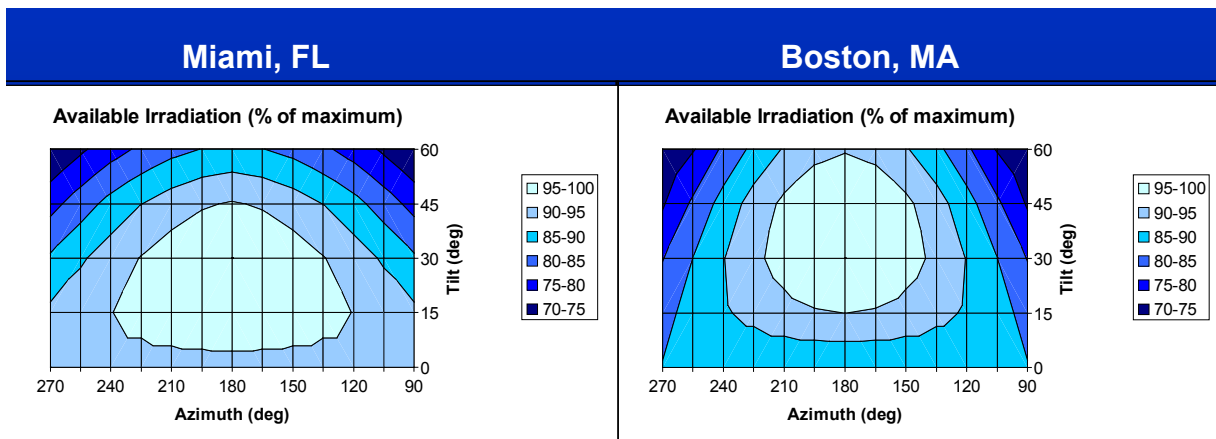 Miami, FL
Boston, MA
Available Irradiation (% of maximum)
60
45
30
15
0
Tilt (deg)
270 240 210 180 150 120 90
Azimuth (deg)
95-100
90-95
85-90
80-85
75-80
70-75
Available Irradiation (% of maximum)
60
45
30
15
0
Tilt (deg)
270 240 210 180 150 120 90
Azimuth (deg)
95-100
90-95
85-90
80-85
75-80
70-75